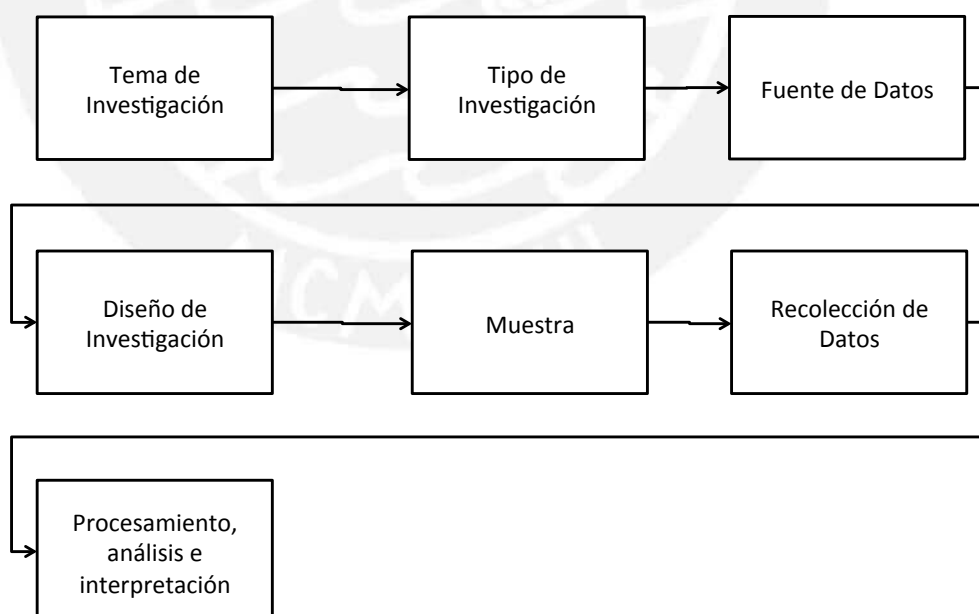 Tema de
Investigación
Tipo de
Investigación
Fuente de Datos
Diseño de
Investigación
Muestra
Recolección de
Datos
Procesamiento,
análisis e
interpretación